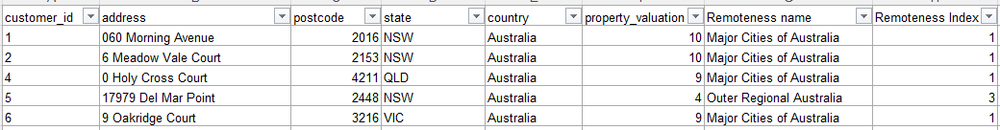 customer_id address postcode state country property_valuation Remoteness name Remoteness Index
1 060 Morning Avenue 2016 NSW Australia 10 Major Cities of Australia 1
2 6 Meadow Vale Court 2153 NSW Australia 10 Major Cities of Australia 1
4 0 Holy Cross Court 4211 QLD Australia 9 Major Cities of Australia 1
5 17979 Del Mar Point 2448 NSW Australia 4 Outer Regional Australia 3
6 9 Oakridge Court 3216 VIC Australia 9 Major Cities of Australia 1